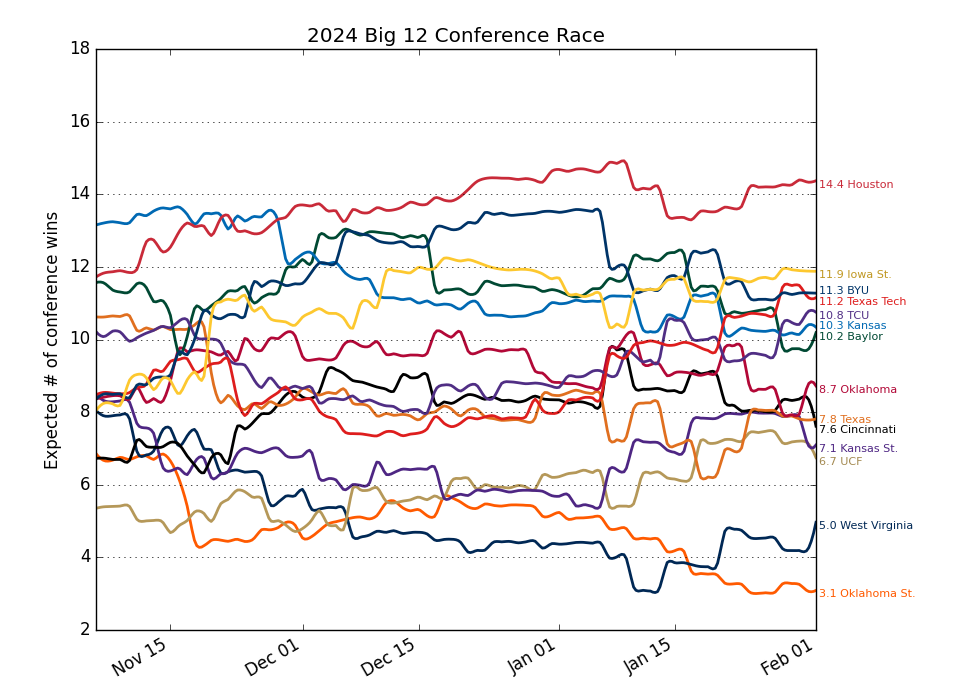 2024 Big 12 Conference Race
Expected # of conference wins
18
16
14
12
10
8
6
4
2
14.4 Houston
11.9 Iowa St.
11.3 BYU
11.2 Texas Tech
10.8 TCU
10.3 Kansas
10.2 Baylor
8.7 Oklahoma
7.8 Texas
7.6 Cincinnati
7.1 Kansas St.
6.7 UCF
5.0 West Virginia
3.1 Oklahoma St.
Nov 15
Dec 01
Dec 15
Jan 01
Jan 15
Feb 01